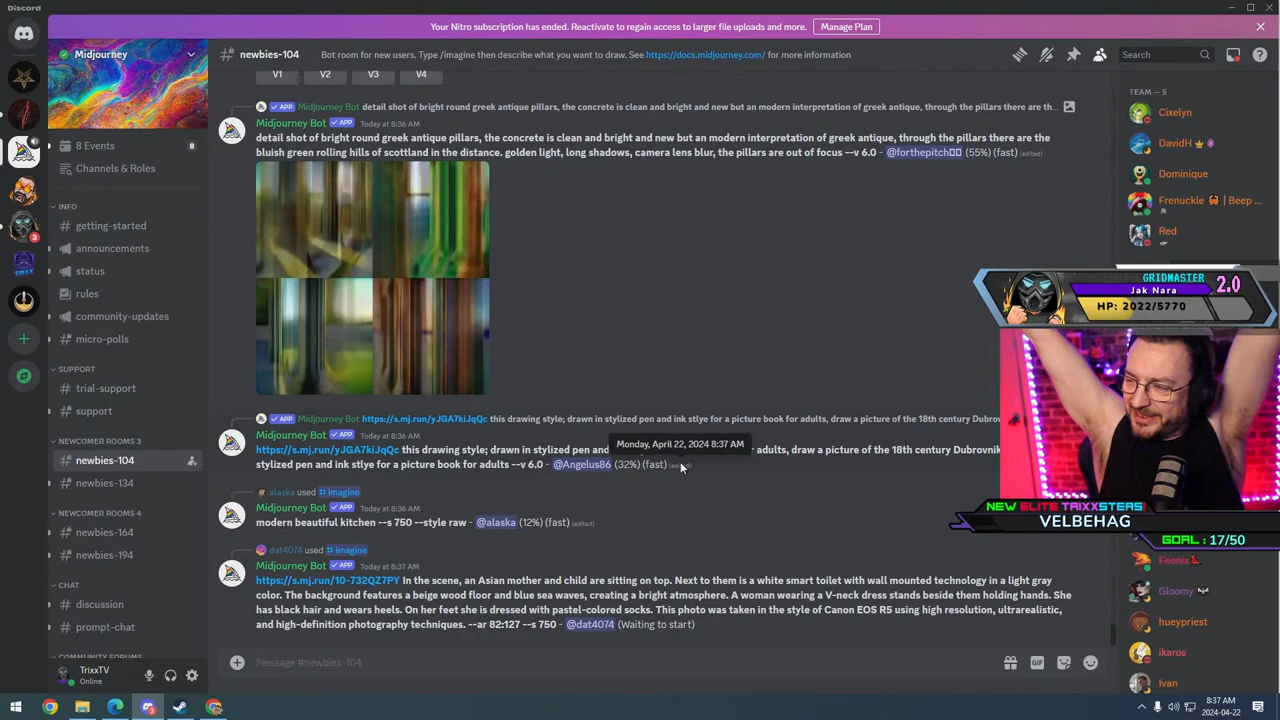 Discord
Your Nitro subscription has ended. Reactivate to regain access to larger file uploads and more.
Manage Plan
Midjourney
newbies-104
Bot room for new users. Type /imagine then describe what you want to draw. See https://docs.midjourney.com/ for more information
Search
8 Events
8
Channels & Roles
INFO
getting-started
announcements
status
rules
community-updates
micro-polls
SUPPORT
trial-support
support
NEWCOMER ROOMS 3
newbies-104
newbies-134
NEWCOMER ROOMS 4
newbies-164
newbies-194
CHAT
discussion
prompt-chat
COMMUNITY FORUMS
TrixxTV
Online
3
V1 V2 V3 V4
APP Midjourney Bot detail shot of bright round greek antique pillars, the concrete is clean and bright and new but an modern interpretation of greek antique, through the pillars there are th...
Midjourney Bot APP Today at 8:36 AM
detail shot of bright round greek antique pillars, the concrete is clean and bright and new but an modern interpretation of greek antique, through the pillars there are the
bluish green rolling hills of scottland in the distance. golden light, long shadows, camera lens blur, the pillars are out of focus --v 6.0 - @forthepitch (55%) (fast) (edited)
APP Midjourney Bot https://s.mj.run/yJGA7kiJqQc this drawing style; drawn in stylized pen and ink stlye for a picture book for adults, draw a picture of the 18th century Dubrov
Midjourney Bot APP Today at 8:36 AM
Monday, April 22, 2024 8:37 AM
https://s.mj.run/yJGA7kiJqQc this drawing style; drawn in stylized pen and adults, draw a picture of the 18th century Dubrovnik
stylized pen and ink stlye for a picture book for adults --v 6.0 - @Angelus86 (32%) (fast) (edited)
alaska used imagine
Midjourney Bot APP Today at 8:36 AM
modern beautiful kitchen --s 750 --style raw - @alaska (12%) (fast) (edited)
dat4074 used imagine
Midjourney Bot APP Today at 8:37 AM
https://s.mj.run/10-732QZ7PY In the scene, an Asian mother and child are sitting on top. Next to them is a white smart toilet with wall mounted technology in a light gray
color. The background features a beige wood floor and blue sea waves, creating a bright atmosphere. A woman wearing a V-neck dress stands beside them holding hands. She
has black hair and wears heels. On her feet she is dressed with pastel-colored socks. This photo was taken in the style of Canon EOS R5 using high resolution, ultrarealistic,
and high-definition photography techniques. --ar 82:127 --s 750 - @dat4074 (Waiting to start)
Message #newbies-104
GIF
TEAM — 5
Cixelyn
DavidH
Dominique
Frenuckle | Beep ...
Red
GRIDMASTER
Jak Nara
2.0
HP: 2022/5770
NEW ELITE TRIXXSTERS!
VELBEHAG
GOAL : 17/50
Feonix
Gloomy
hueypriest
ikaros
Ivan
3
8:37 AM
2024-04-22